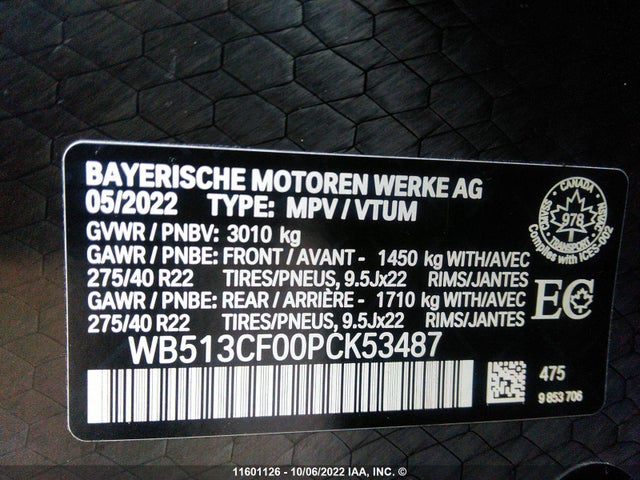 BAYERISCHE MOTOREN WERKE AG
05/2022 TYPE: MPV / VTUM
GVWR / PNBV: 3010 kg
GAWR / PNBE: FRONT / AVANT - 1450 kg WITH/AVEC
275/40 R22 TIRES/PNEUS, 9.5Jx22 RIMS/JANTES
GAWR / PNBE: REAR / ARRIÈRE - 1710 kg WITH/AVEC
275/40 R22 TIRES/PNEUS, 9.5Jx22 RIMS/JANTES
WB513CF00PCK53487
CANADA
978
TRANSPORT
Complies with ICES-002
EC
475
9 853 706
11601126 - 10/06/2022 IAA, INC. ©